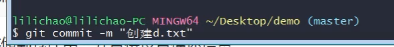 lilichao@lilichao-PC MINGW64 ~/Desktop/demo (master)
$ git commit -m "创建d.txt"